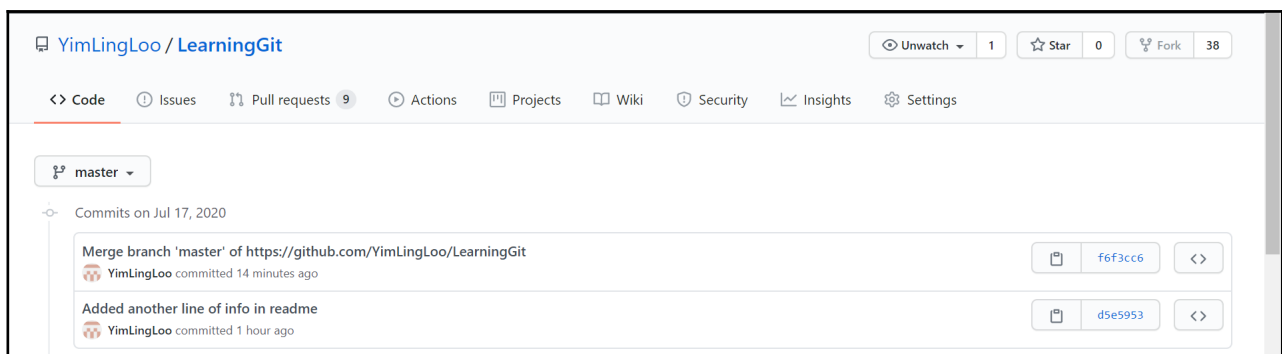 YimLingLoo / LearningGit
Unwatch 1 Star 0 Fork 38
<> Code Issues Pull requests 9 Actions Projects Wiki Security Insights Settings
master
Commits on Jul 17, 2020
Merge branch 'master' of https://github.com/YimLingLoo/LearningGit
YimLingLoo committed 14 minutes ago
f6f3cc6 <>
Added another line of info in readme
YimLingLoo committed 1 hour ago
d5e5953 <>